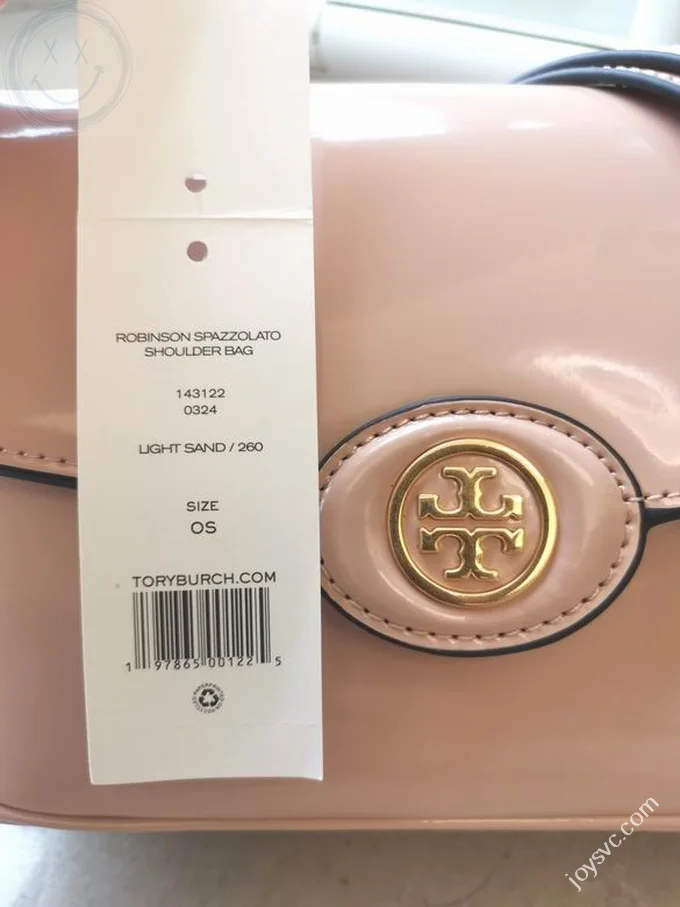 ROBINSON SPAZZOLATO
SHOULDER BAG
143122
0324
LIGHT SAND / 260
SIZE
OS
TORYBURCH.COM
1 97865 00122 5
joysvc.com